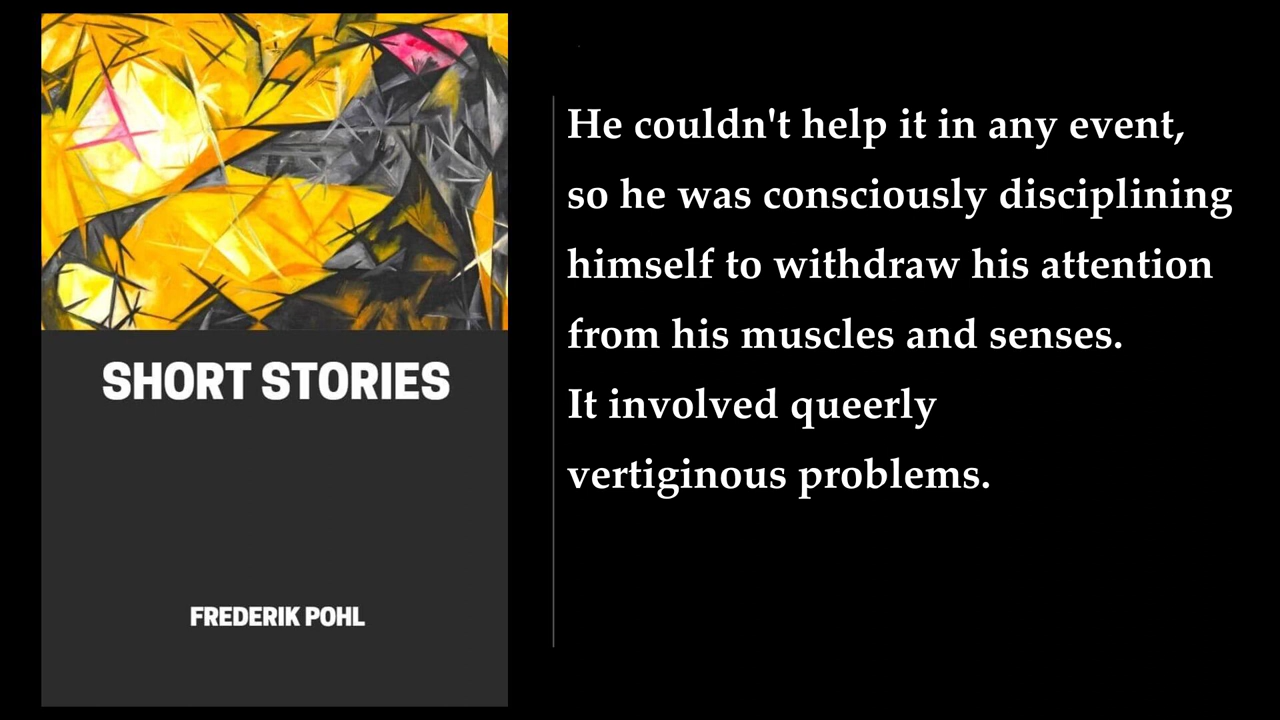 SHORT STORIES
FREDERIK POHL
He couldn't help it in any event,
so he was consciously disciplining
himself to withdraw his attention
from his muscles and senses.
It involved queerly
vertiginous problems.